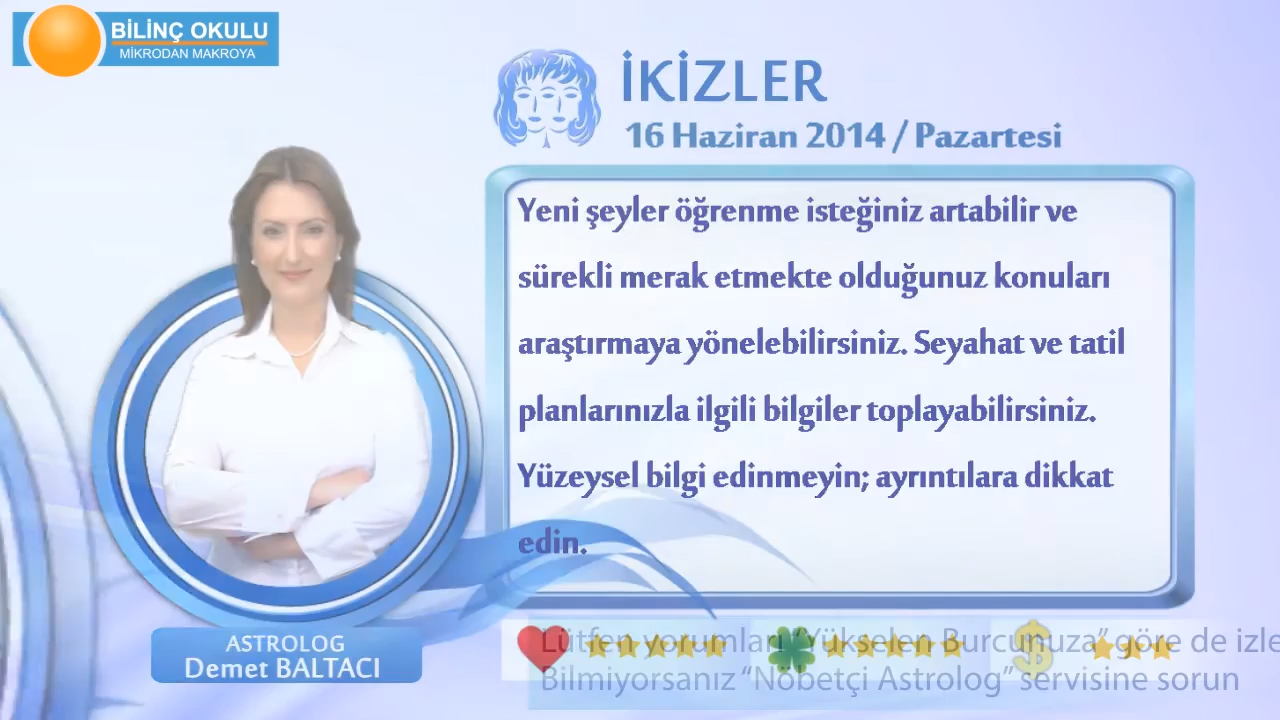 BİLİNÇ OKULU
MİKRODAN MAKROYA
İKİZLER
16 Haziran 2014 / Pazartesi
Yeni şeyler öğrenme isteğiniz artabilir ve
sürekli merak etmekte olduğunuz konuları
araştırmaya yönelebilirsiniz. Seyahat ve tatil
planlarınızla ilgili bilgiler toplayabilirsiniz.
Yüzeysel bilgi edinmeyin; ayrıntılara dikkat
edin.
ASTROLOG
Demet BALTACI
Lütfen yorumları “Yükselen Burcunuza” göre de izle
Bilmiyorsanız “Nöbetçi Astrolog” servisine sorun